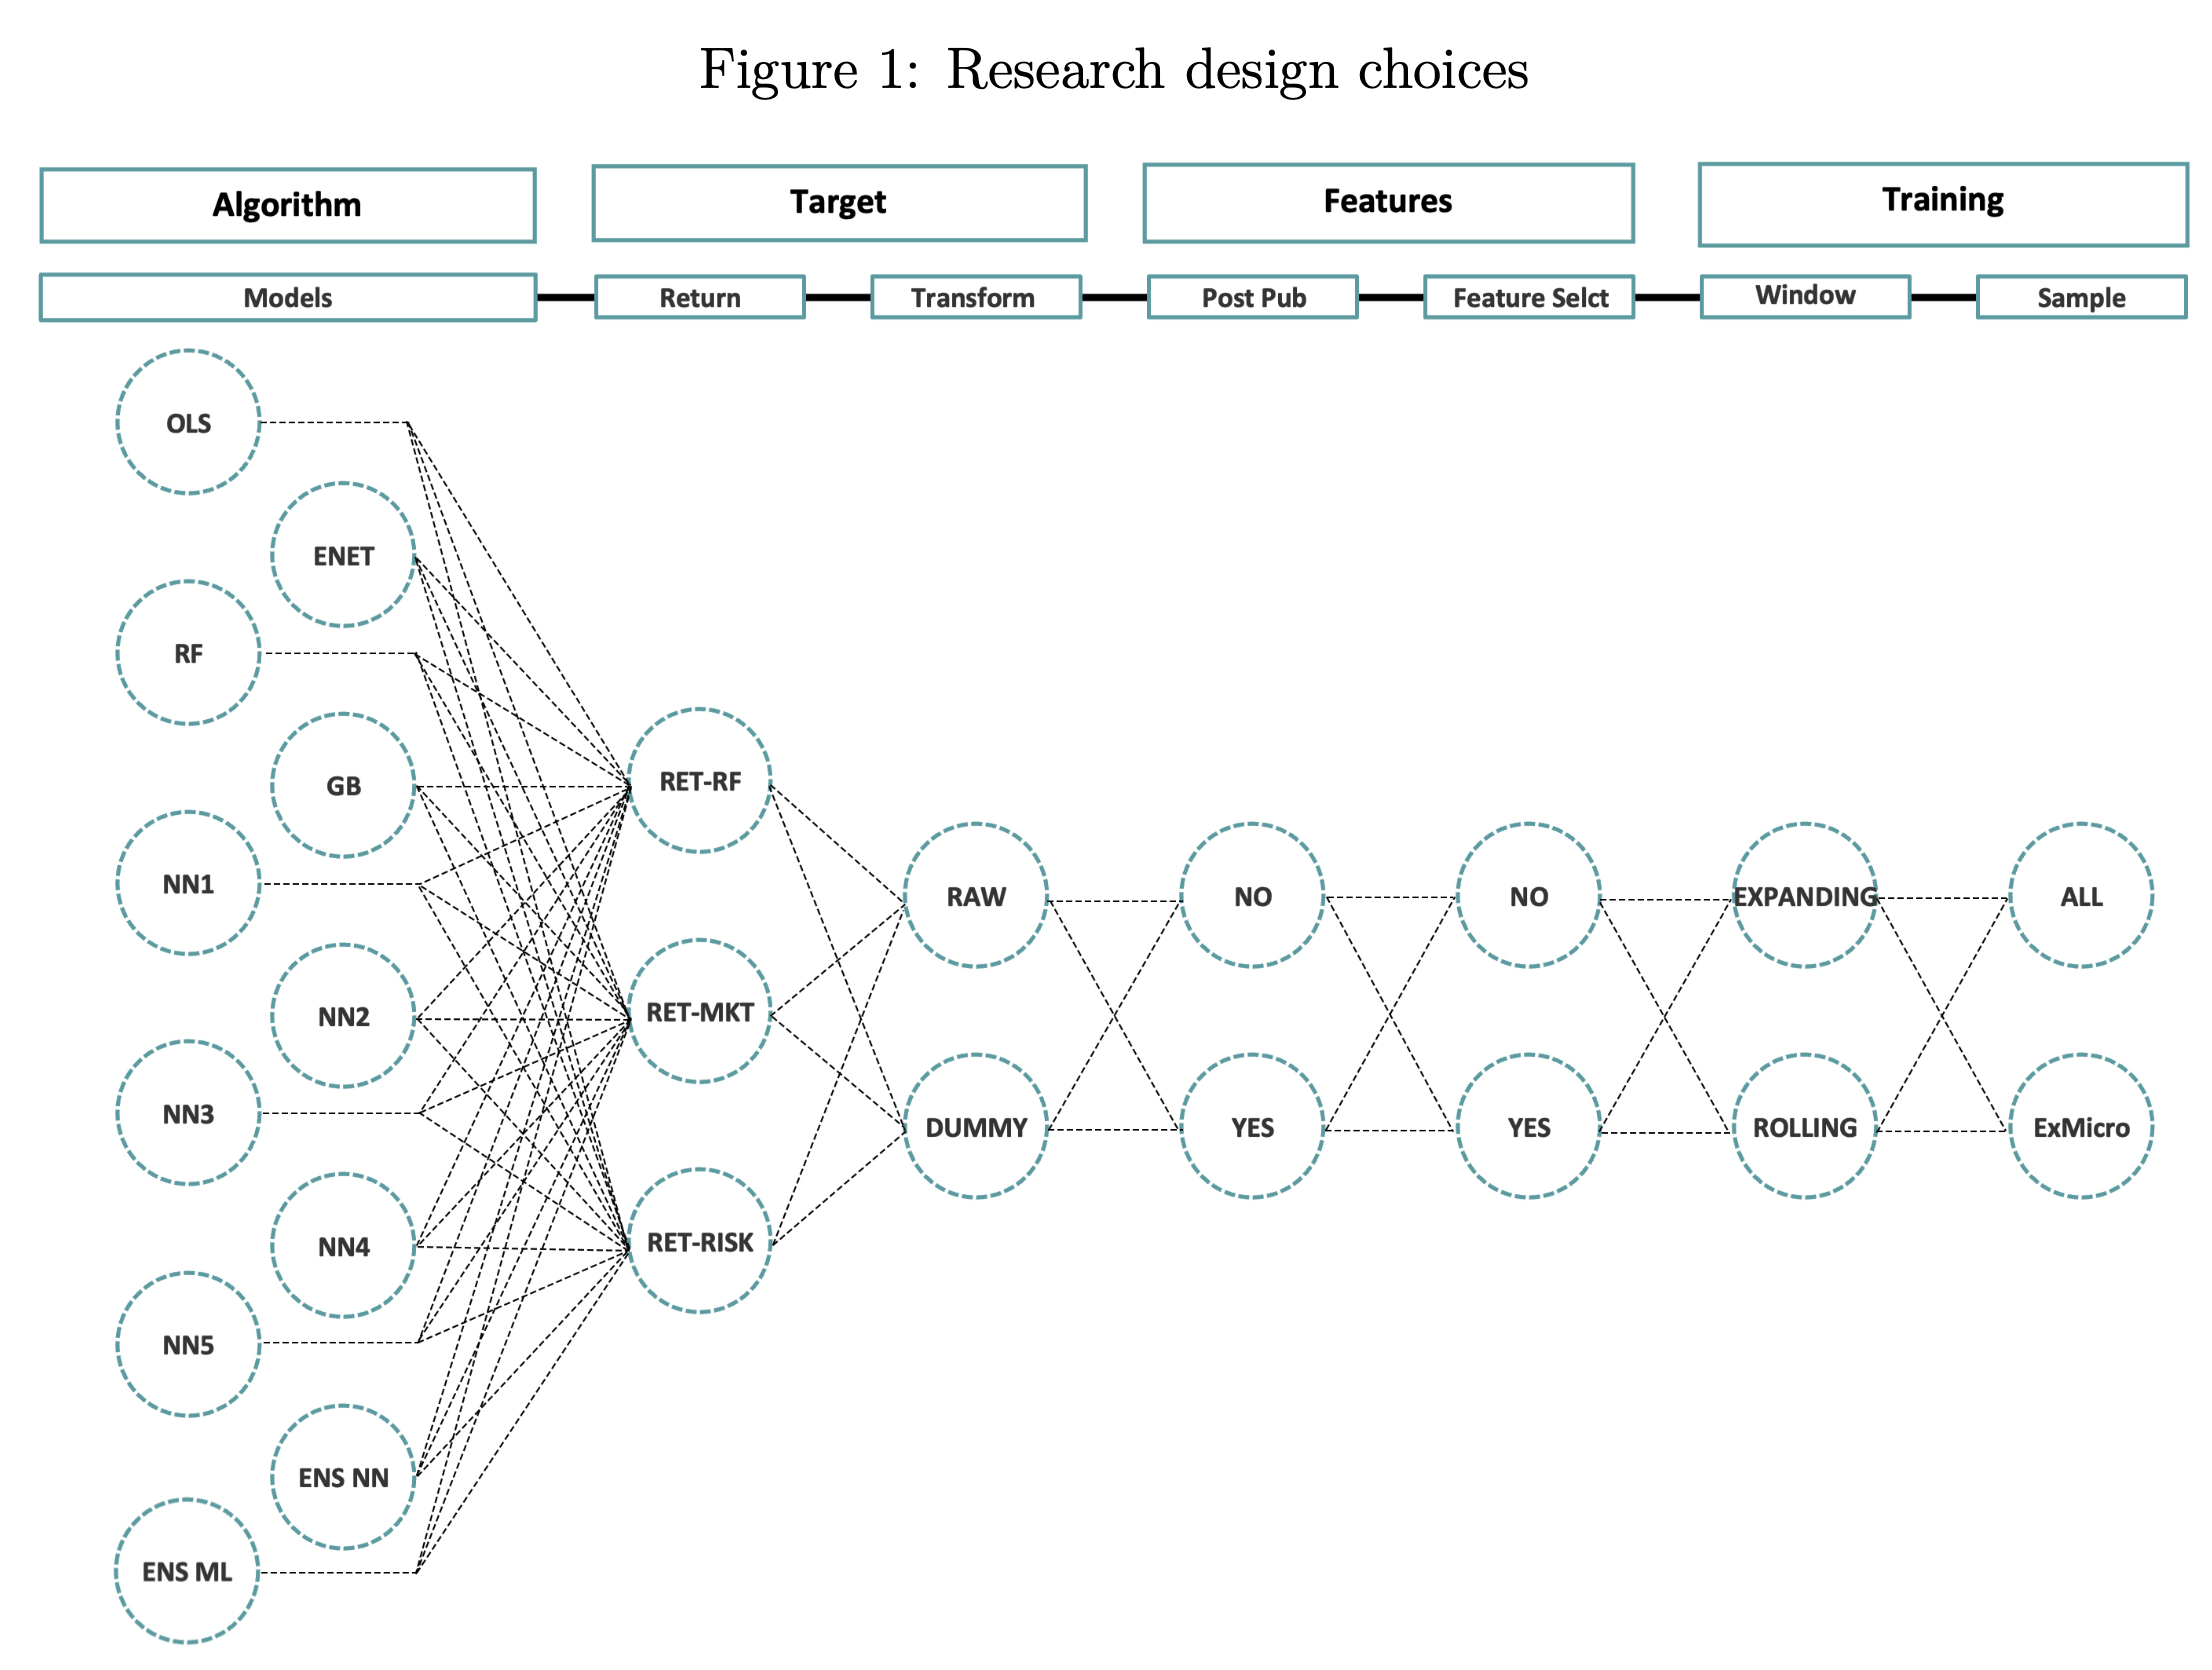 Figure 1: Research design choices
Algorithm
Target
Features
Training
Models
Return
Transform
Post Pub
Feature Selct
Window
Sample
OLS
ENET
RF
GB
NN1
NN2
NN3
NN4
NN5
ENS NN
ENS ML
RET-RF
RET-MKT
RET-RISK
RAW
DUMMY
NO
YES
NO
YES
EXPANDING
ROLLING
ALL
ExMicro